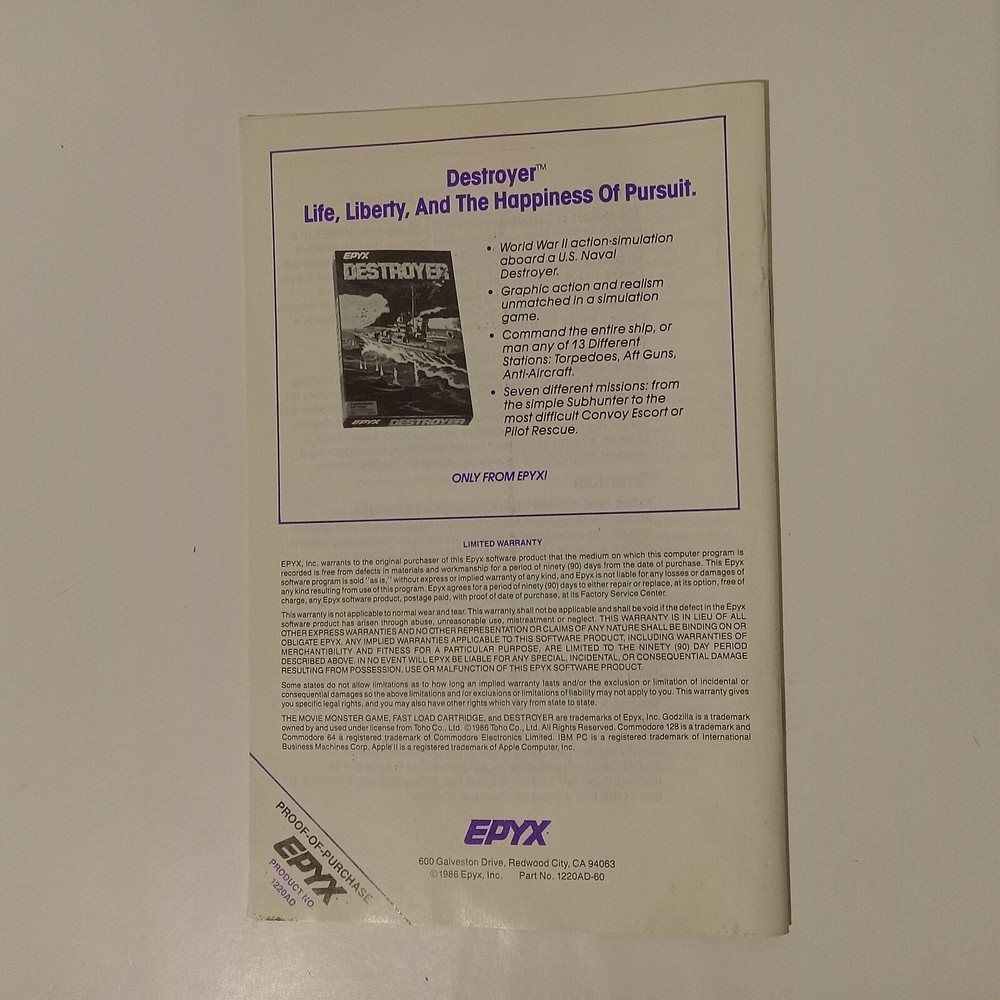 Destroyer™
Life, Liberty, And The Happiness Of Pursuit.
EPYX
DESTROYER
EPYX DESTROYER
• World War II action-simulation
aboard a U.S. Naval
Destroyer.
• Graphic action and realism
unmatched in a simulation
game.
• Command the entire ship, or
man any of 13 Different
Stations: Torpedoes, Aft Guns,
Anti-Aircraft.
• Seven different missions: from
the simple Subhunter to the
most difficult Convoy Escort or
Pilot Rescue.
ONLY FROM EPYX!
LIMITED WARRANTY
EPYX, Inc. warrants to the original purchaser of this Epyx software product that the medium on which this computer program is
recorded is free from defects in materials and workmanship for a period of ninety (90) days from the date of purchase. This Epyx
software program is sold "as is," without express or implied warranty of any kind, and Epyx is not liable for any losses or damages of
any kind resulting from use of this program. Epyx agrees for a period of ninety (90) days to either repair or replace, at its option, free of
charge, any Epyx software product, postage paid, with proof of date of purchase, at its Factory Service Center.
This warranty is not applicable to normal wear and tear. This warranty shall not be applicable and shall be void if the defect in the Epyx
software product has arisen through abuse, unreasonable use, mistreatment or neglect. THIS WARRANTY IS IN LIEU OF ALL
OTHER EXPRESS WARRANTIES AND NO OTHER REPRESENTATION OR CLAIMS OF ANY NATURE SHALL BE BINDING ON OR
OBLIGATE EPYX. ANY IMPLIED WARRANTIES APPLICABLE TO THIS SOFTWARE PRODUCT, INCLUDING WARRANTIES OF
MERCHANTIBILITY AND FITNESS FOR A PARTICULAR PURPOSE, ARE LIMITED TO THE NINETY (90) DAY PERIOD
DESCRIBED ABOVE. IN NO EVENT WILL EPYX BE LIABLE FOR ANY SPECIAL, INCIDENTAL, OR CONSEQUENTIAL DAMAGE
RESULTING FROM POSSESSION, USE OR MALFUNCTION OF THIS EPYX SOFTWARE PRODUCT.
Some states do not allow limitations as to how long an implied warranty lasts and/or the exclusion or limitation of incidental or
consequential damages so the above limitations and/or exclusions or limitations of liability may not apply to you. This warranty gives
you specific legal rights, and you may also have other rights which vary from state to state.
THE MOVIE MONSTER GAME, FAST LOAD CARTRIDGE, and DESTROYER are trademarks of Epyx, Inc. Godzilla is a trademark
owned by and used under license from Toho Co., Ltd. ©1986 Toho Co., Ltd. All Rights Reserved. Commodore 128 is a trademark and
Commodore 64 a registered trademark of Commodore Electronics Limited. IBM PC is a registered trademark of International
Business Machines Corp. Apple II is a registered trademark of Apple Computer, Inc.
PROOF-OF-PURCHASE
EPYX
PRODUCT NO.
1220AD
EPYX
600 Galveston Drive, Redwood City, CA 94063
©1986 Epyx, Inc. Part No. 1220AD-60